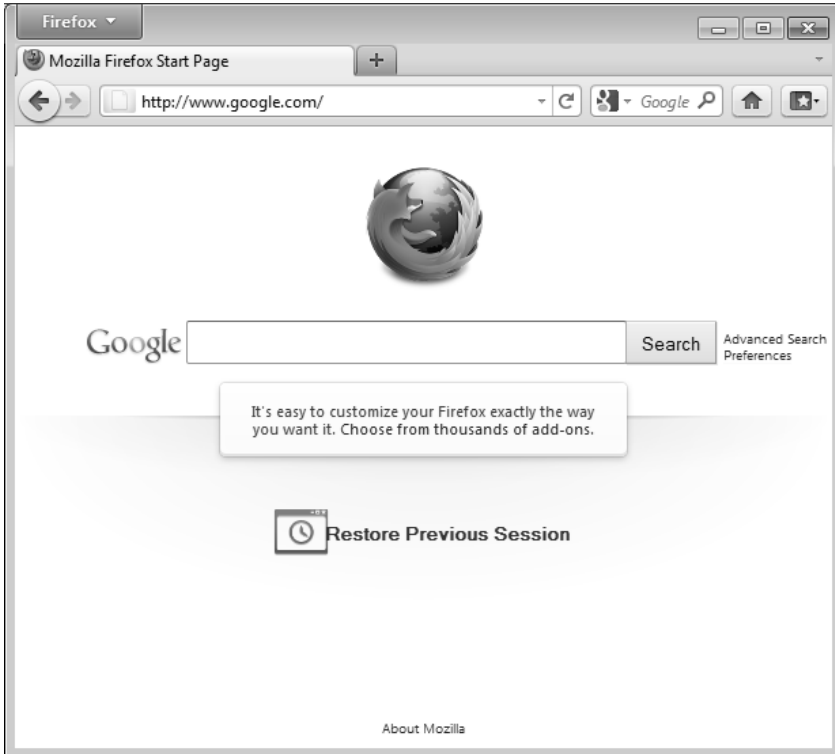 Firefox
Mozilla Firefox Start Page
http://www.google.com/
Google
Google
Search
Advanced Search
Preferences
It's easy to customize your Firefox exactly the way
you want it. Choose from thousands of add-ons.
Restore Previous Session
About Mozilla